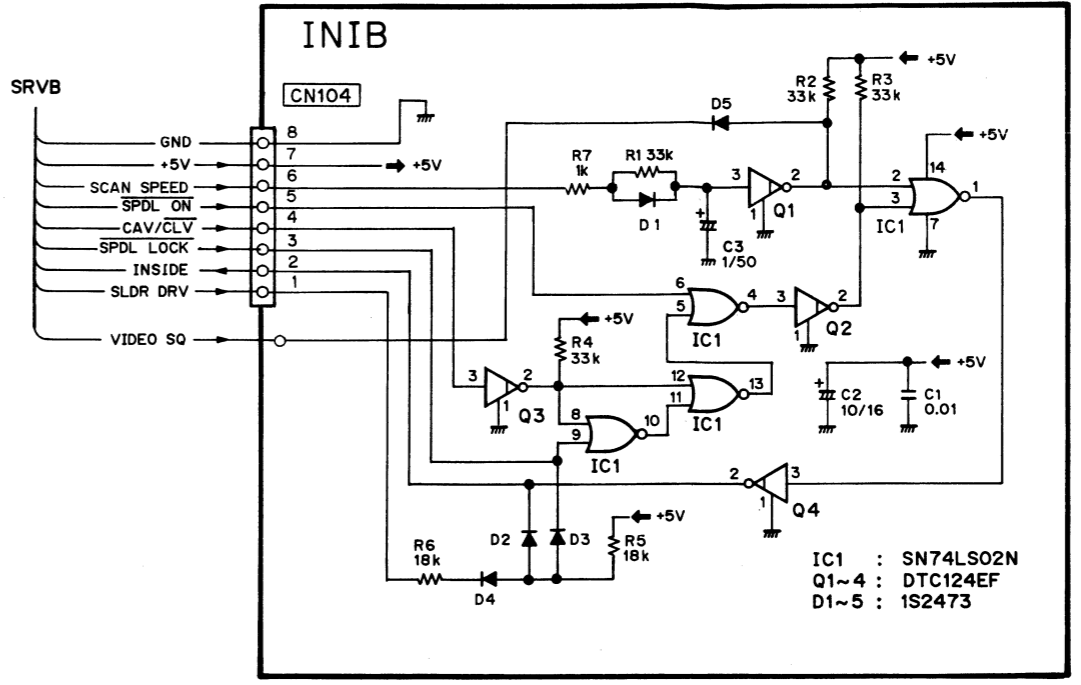 INIB
SRVB
CN104
GND 8
+5V 7 +5V
SCAN SPEED 6
SPDL ON 5
CAV/CLV 4
SPDL LOCK 3
INSIDE 2
SLDR DRV 1
VIDEO SQ
D5
R2
33k
R3
33k
+5V
R7
1k
R1 33k
D1
C3
1/50
3 2
1
Q1
+5V
14
2
3
1
7
IC1
6
5
4
IC1
3 2
1
Q2
+5V
R4
33k
3 2
1
Q3
12
11
13
IC1
8
9
10
IC1
+5V
C2
10/16
C1
0.01
2 3
1
Q4
D2
D3
+5V
R5
18k
R6
18k
D4
IC1 : SN74LS02N
Q1~4 : DTC124EF
D1~5 : 1S2473